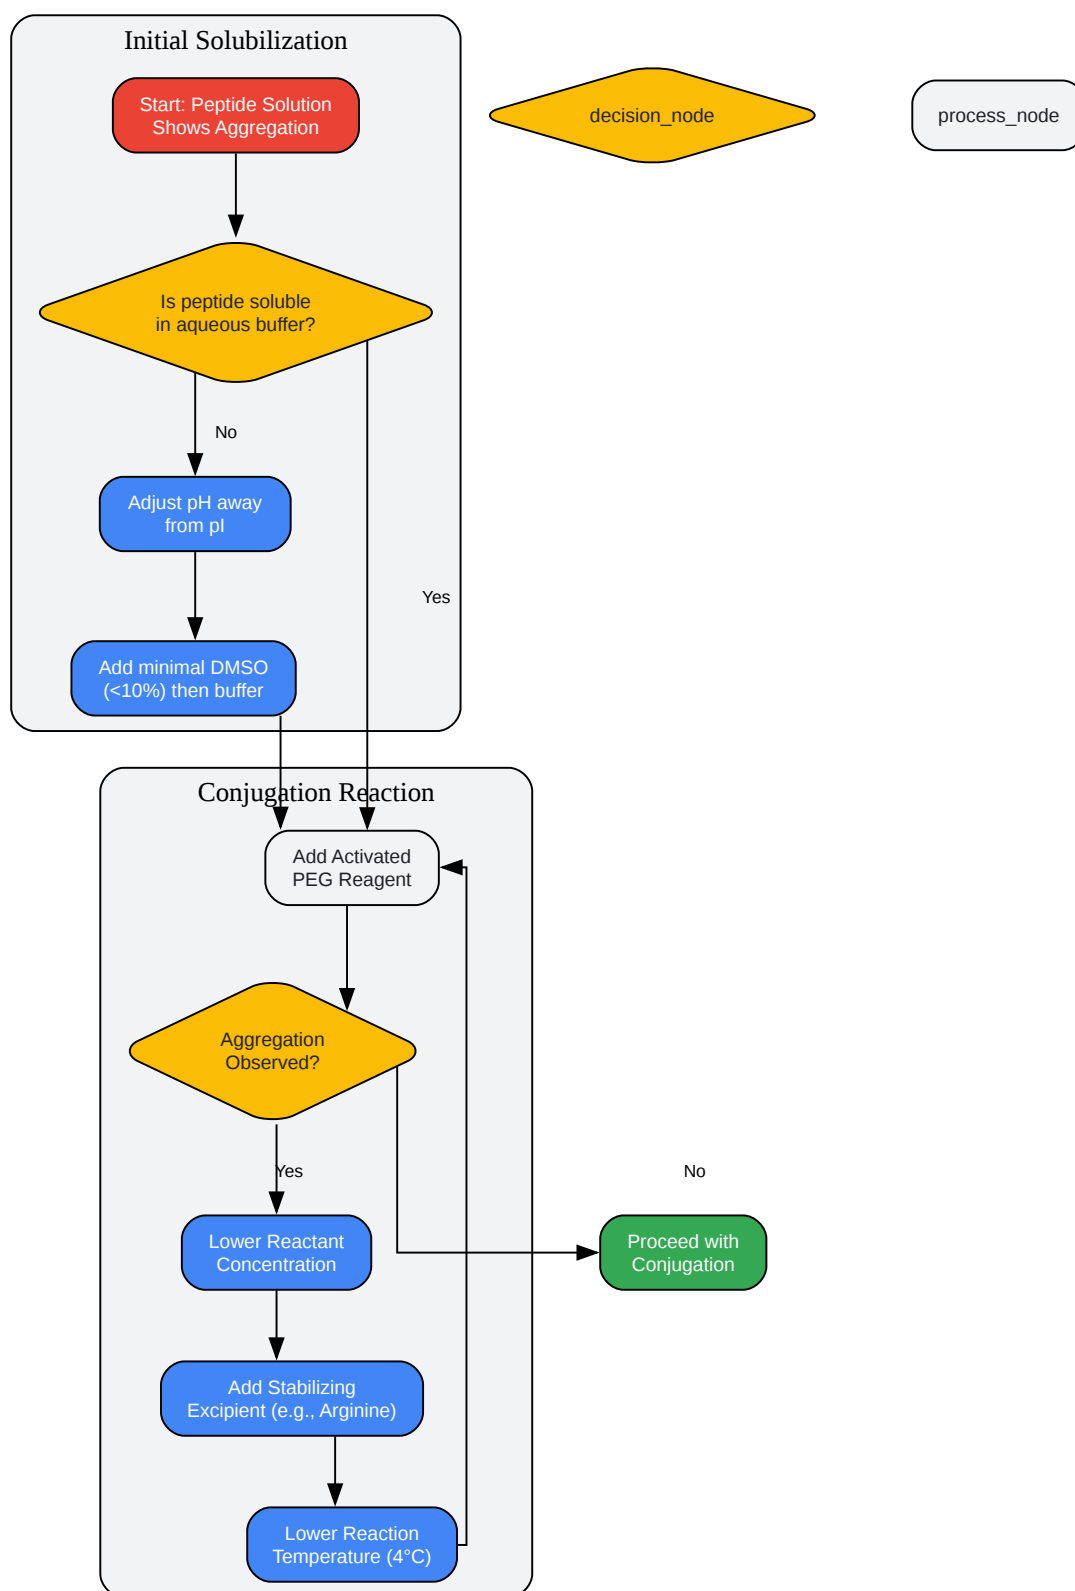 Initial Solubilization
Start: Peptide Solution
Shows Aggregation
decision_node
process_node
Is peptide soluble
in aqueous buffer?
No
Adjust pH away
from pI
Yes
Add minimal DMSO
(<10%) then buffer
Conjugation Reaction
Add Activated
PEG Reagent
Aggregation
Observed?
Yes
No
Lower Reactant
Concentration
Proceed with
Conjugation
Add Stabilizing
Excipient (e.g., Arginine)
Lower Reaction
Temperature (4°C)